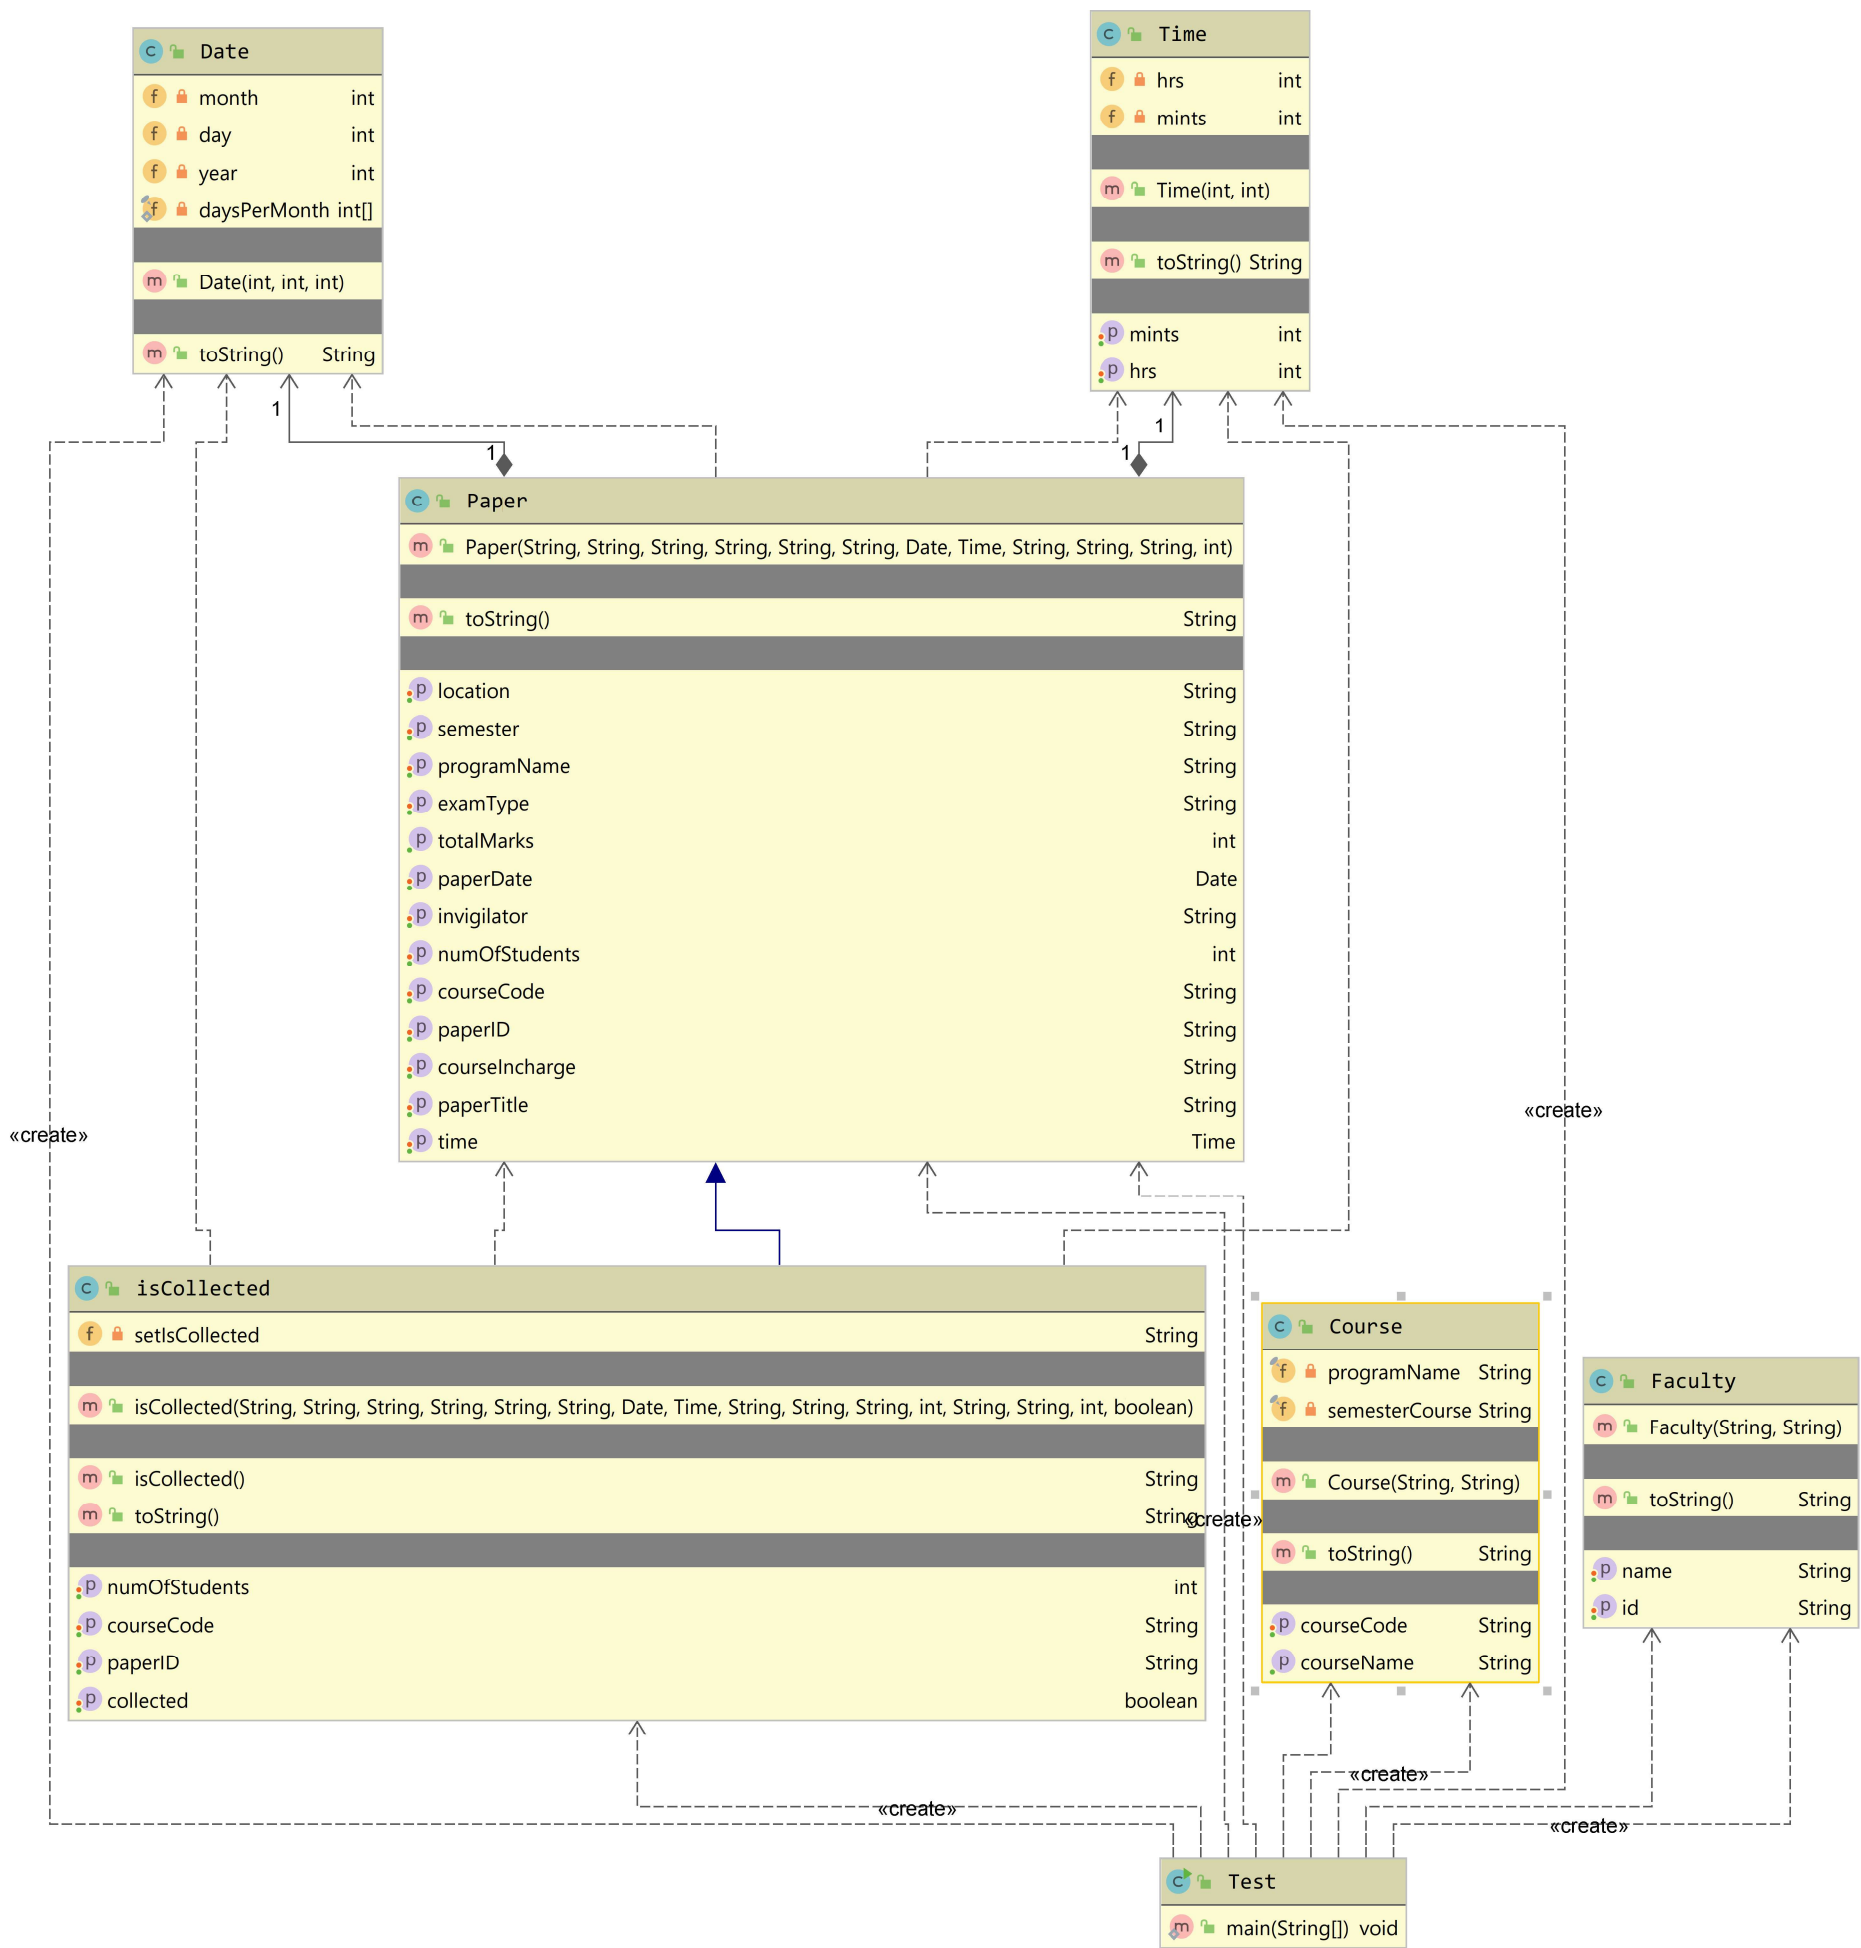 Date
month int
day int
year int
daysPerMonth int[]
Date(int, int, int)
toString() String
Time
hrs int
mints int
Time(int, int)
toString() String
mints int
hrs int
1
1
1
1
Paper
Paper(String, String, String, String, String, String, Date, Time, String, String, String, int)
toString() String
location String
semester String
programName String
examType String
totalMarks int
paperDate Date
invigilator String
numOfStudents int
courseCode String
paperID String
courseIncharge String
paperTitle String
time Time
«create»
«create»
isCollected
setIsCollected String
isCollected(String, String, String, String, String, String, Date, Time, String, String, String, int, String, String, int, boolean)
isCollected() String
toString() String
numOfStudents int
courseCode String
paperID String
collected boolean
«create»
Course
programName String
semesterCourse String
Course(String, String)
toString() String
courseCode String
courseName String
Faculty
Faculty(String, String)
toString() String
name String
id String
«create»
«create»
«create»
Test
main(String[]) void